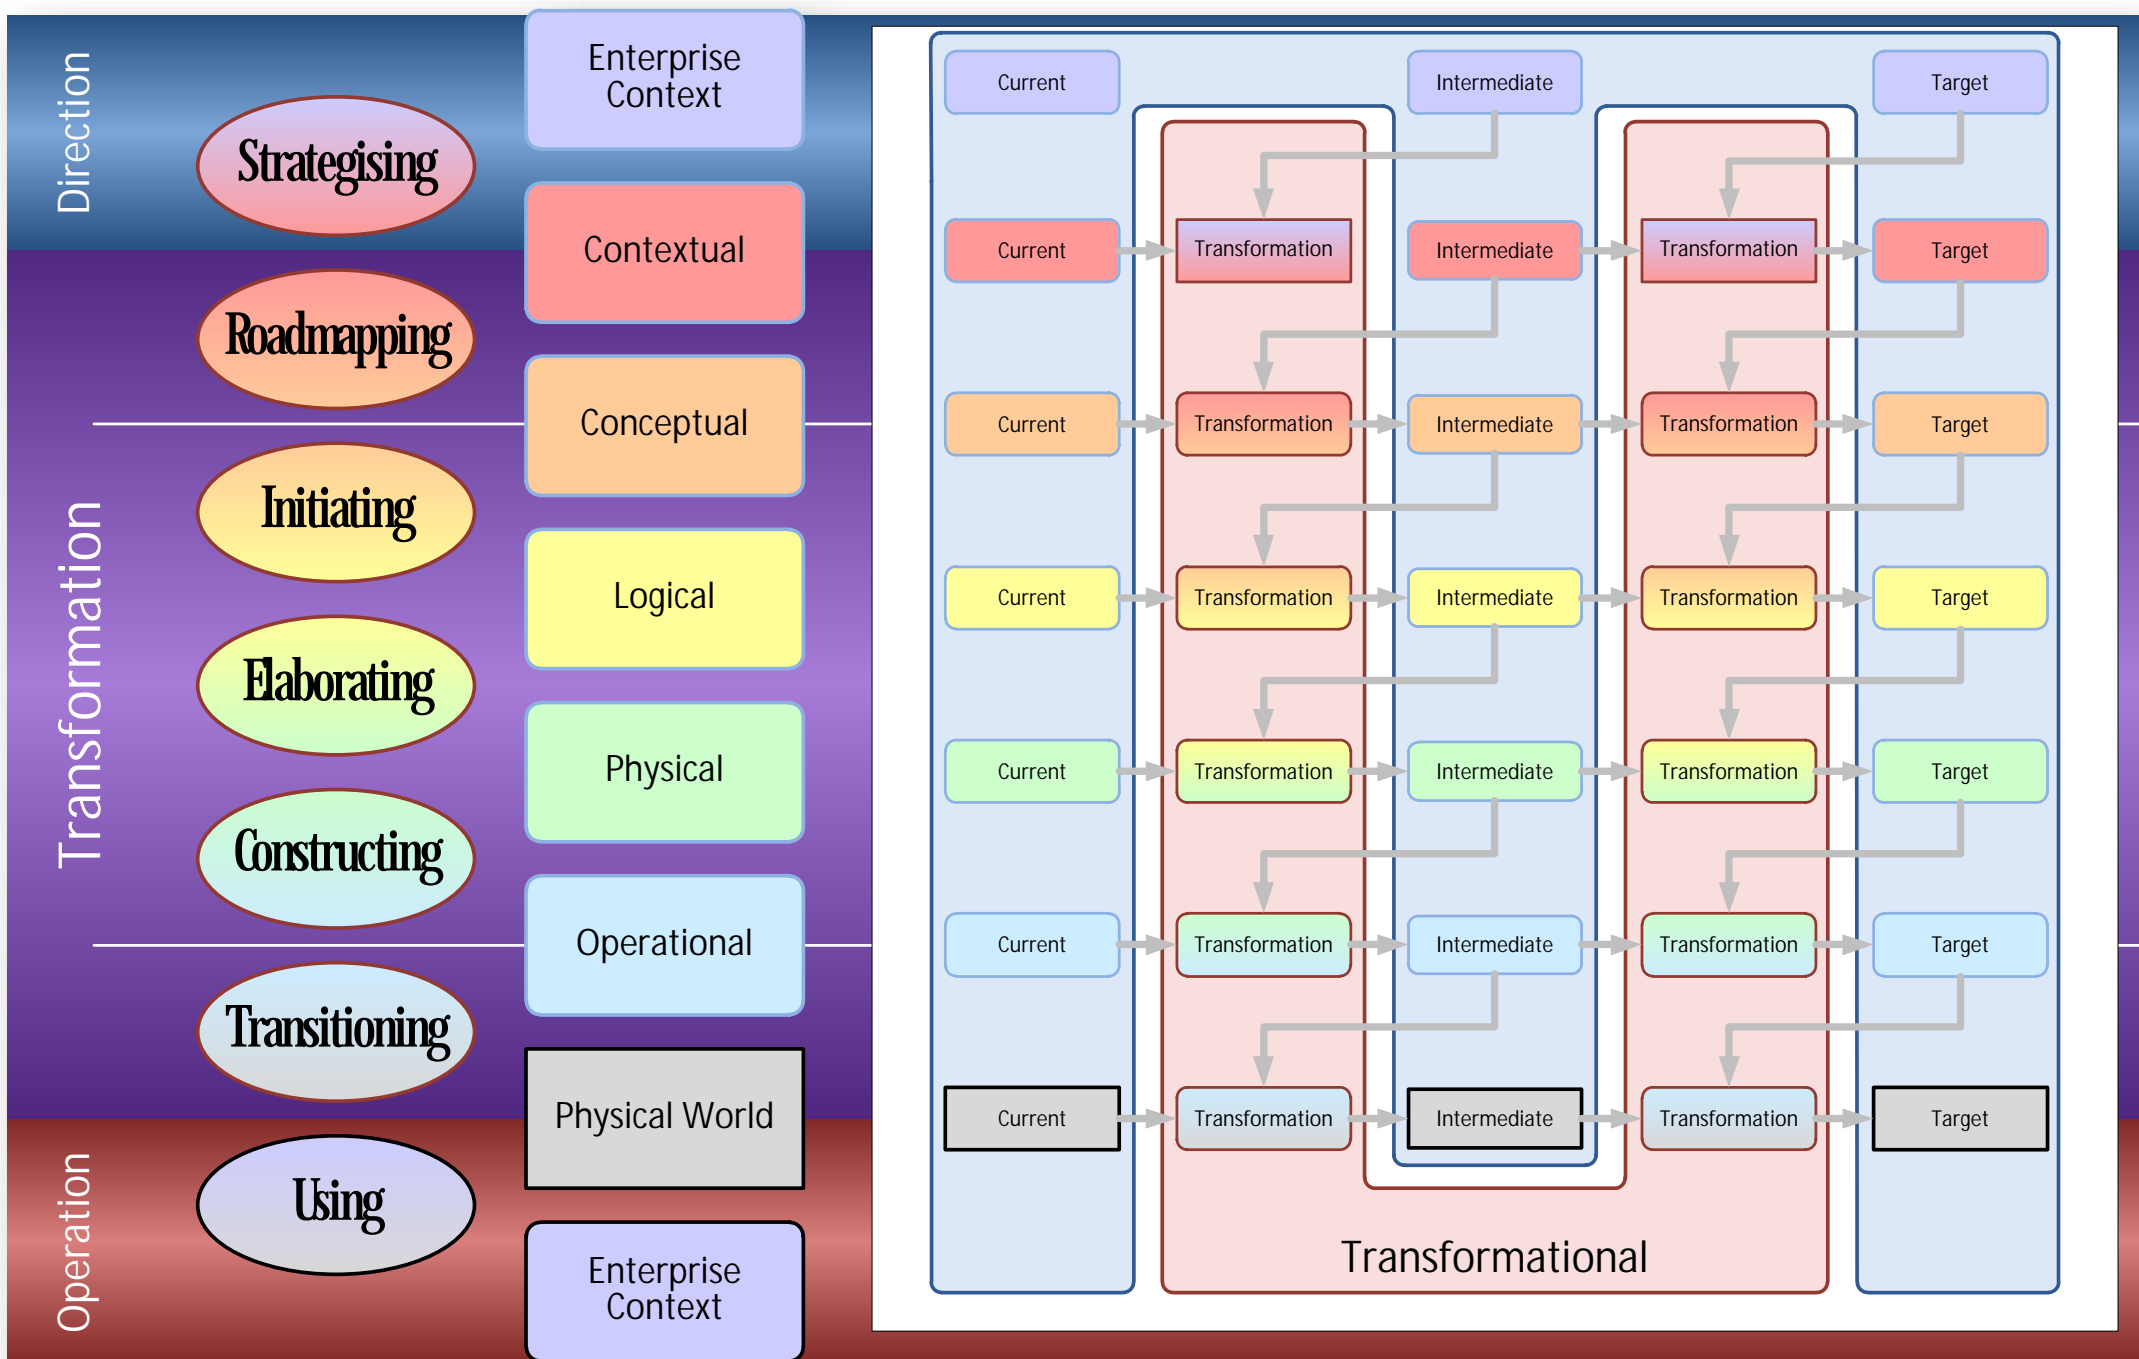 Direction
Transformation
Operation
Strategising
Roadmapping
Initiating
Elaborating
Constructing
Transitioning
Using
Enterprise
Context
Contextual
Conceptual
Logical
Physical
Operational
Physical World
Enterprise
Context
Current
Intermediate
Target
Current
Transformation
Intermediate
Transformation
Target
Current
Transformation
Intermediate
Transformation
Target
Current
Transformation
Intermediate
Transformation
Target
Current
Transformation
Intermediate
Transformation
Target
Current
Transformation
Intermediate
Transformation
Target
Current
Transformation
Intermediate
Transformation
Target
Transformational